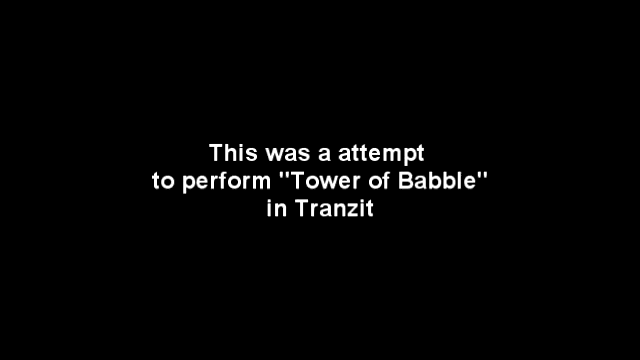 This was a attempt
to perform "Tower of Babble"
in Tranzit